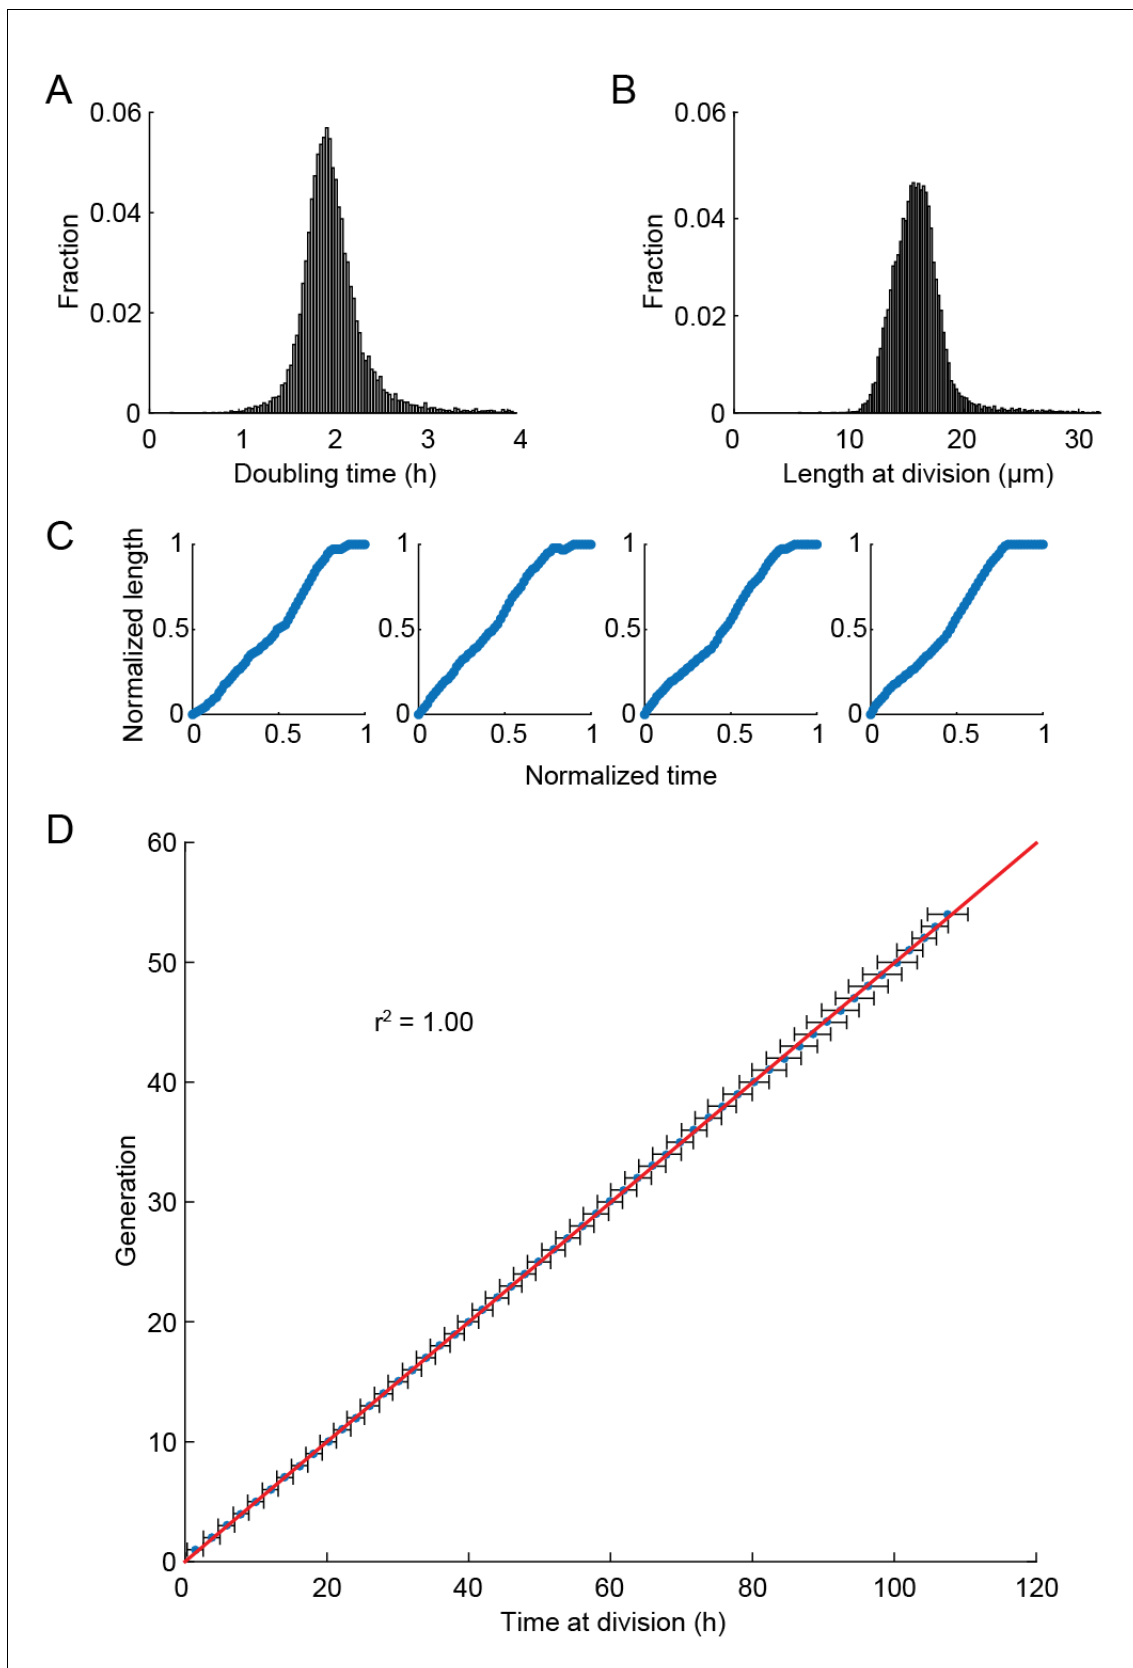 A
0.06
0.04
0.02
0
Fraction
0 1 2 3 4
Doubling time (h)
B
0.06
0.04
0.02
0
Fraction
0 10 20 30
Length at division (µm)
C
Normalized length
1
0.5
0
0 0.5 1
1
0.5
0
0 0.5 1
1
0.5
0
0 0.5 1
1
0.5
0
0 0.5 1
Normalized time
D
60
50
40
30
20
10
0
Generation
r² = 1.00
0 20 40 60 80 100 120
Time at division (h)